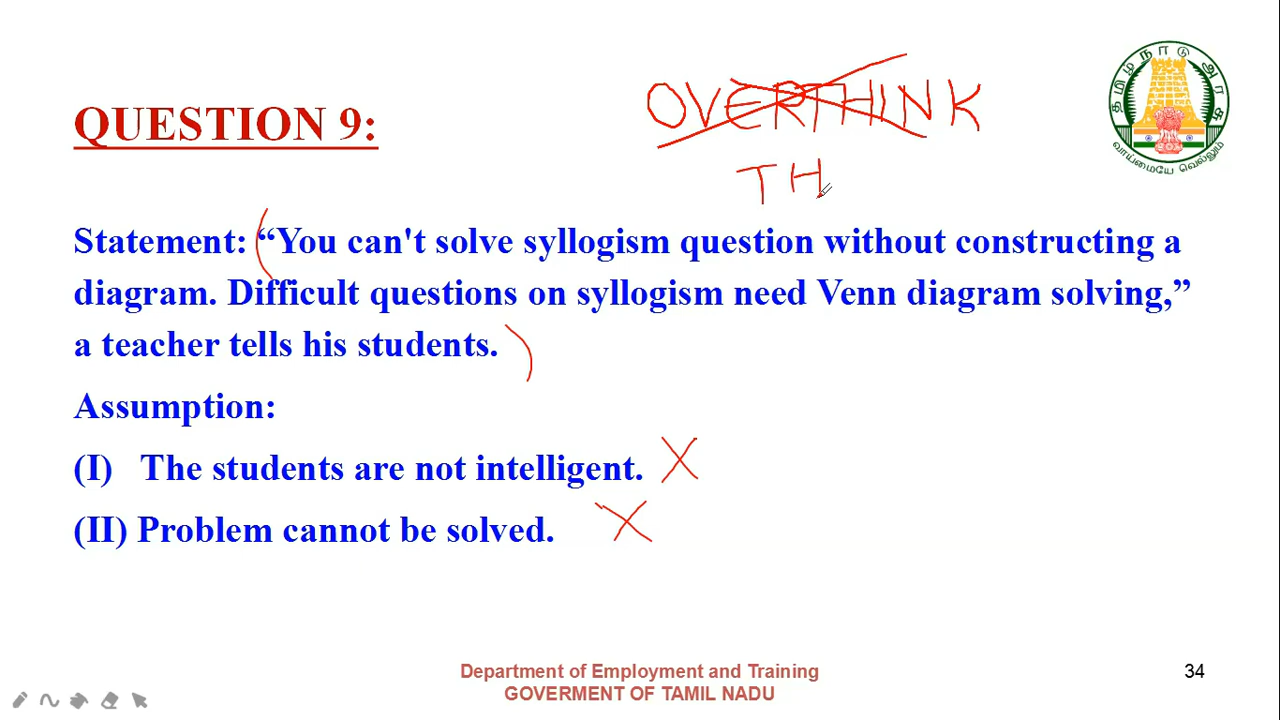 OVERTHINK
QUESTION 9:
TH
Statement: “You can't solve syllogism question without constructing a
diagram. Difficult questions on syllogism need Venn diagram solving,”
a teacher tells his students.
Assumption:
(I) The students are not intelligent.
(II) Problem cannot be solved.
தமிழ்நாடு அரசு
வாய்மையே வெல்லும்
Department of Employment and Training
GOVERMENT OF TAMIL NADU
34